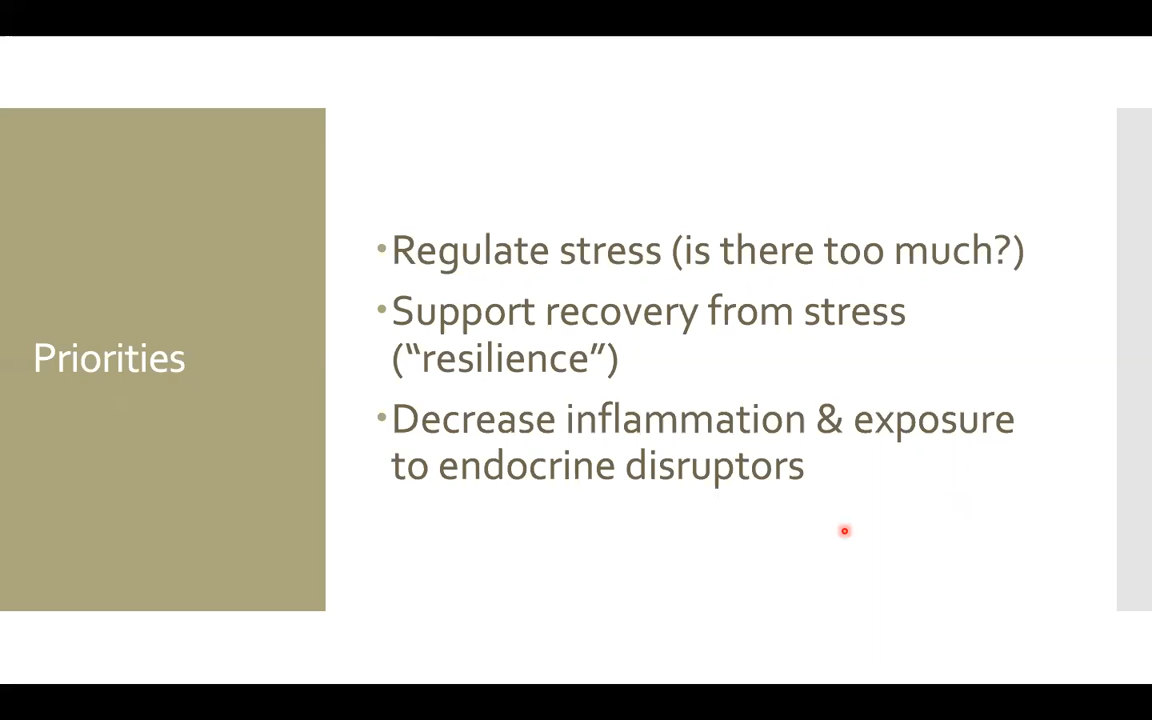 Priorities
•Regulate stress (is there too much?)
•Support recovery from stress
(“resilience”)
•Decrease inflammation & exposure
to endocrine disruptors